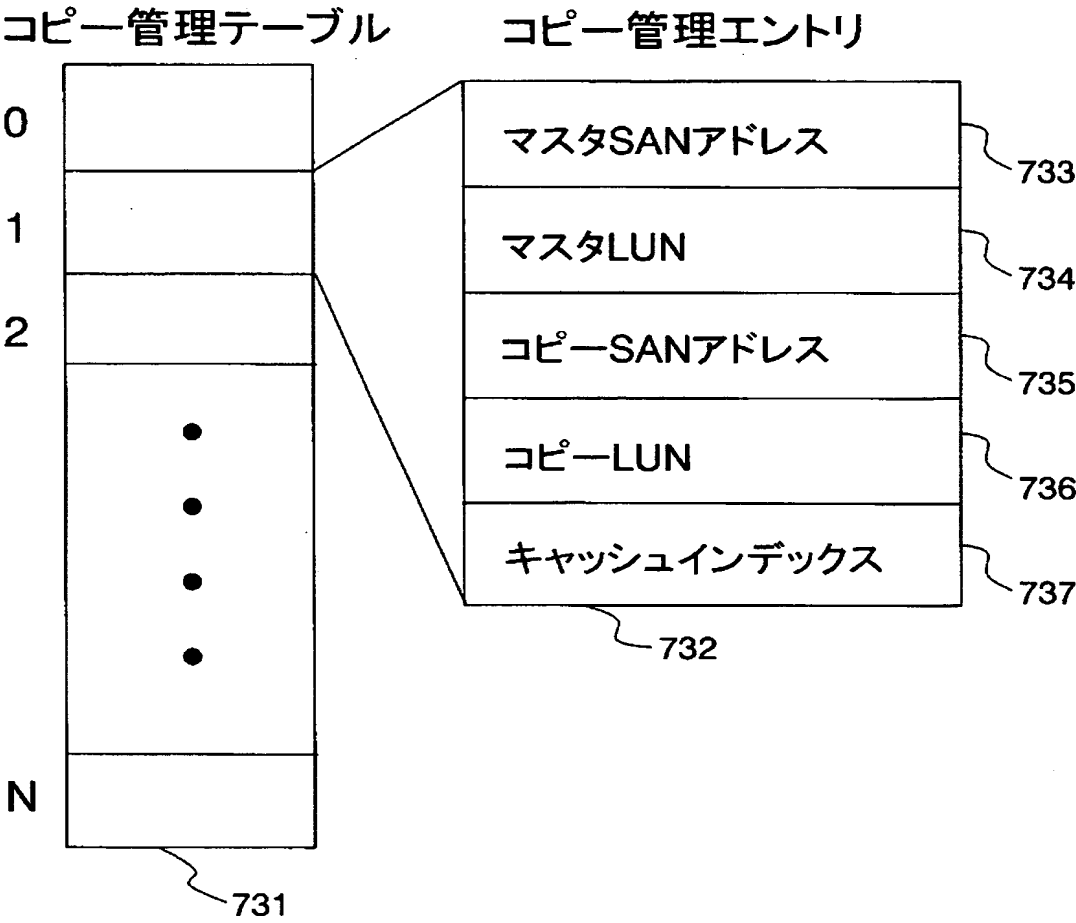 コピー管理テーブル
コピー管理エントリ
0
1
2
N
731
マスタSANアドレス
733
マスタLUN
734
コピーSANアドレス
735
コピーLUN
736
キャッシュインデックス
737
732